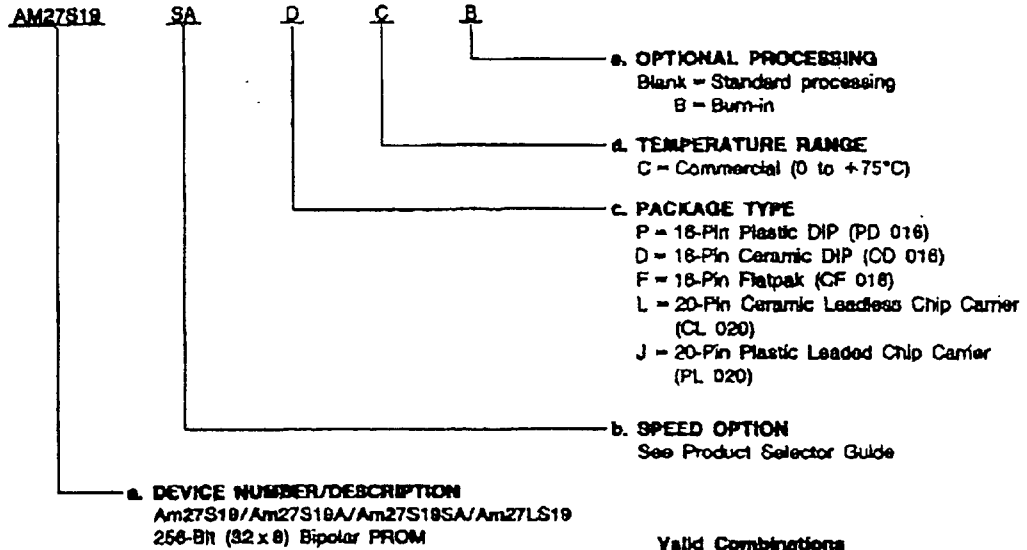 AM27S19 SA D C B
e. OPTIONAL PROCESSING
Blank = Standard processing
B = Burn-in
d. TEMPERATURE RANGE
C = Commercial (0 to +75°C)
c. PACKAGE TYPE
P = 16-Pin Plastic DIP (PD 016)
D = 16-Pin Ceramic DIP (CD 016)
F = 16-Pin Flatpak (CF 016)
L = 20-Pin Ceramic Leadless Chip Carrier
(CL 020)
J = 20-Pin Plastic Leaded Chip Carrier
(PL 020)
b. SPEED OPTION
See Product Selector Guide
a. DEVICE NUMBER/DESCRIPTION
Am27S19/Am27S19A/Am27S19SA/Am27LS19
256-Bit (32 x 8) Bipolar PROM
Valid Combinations